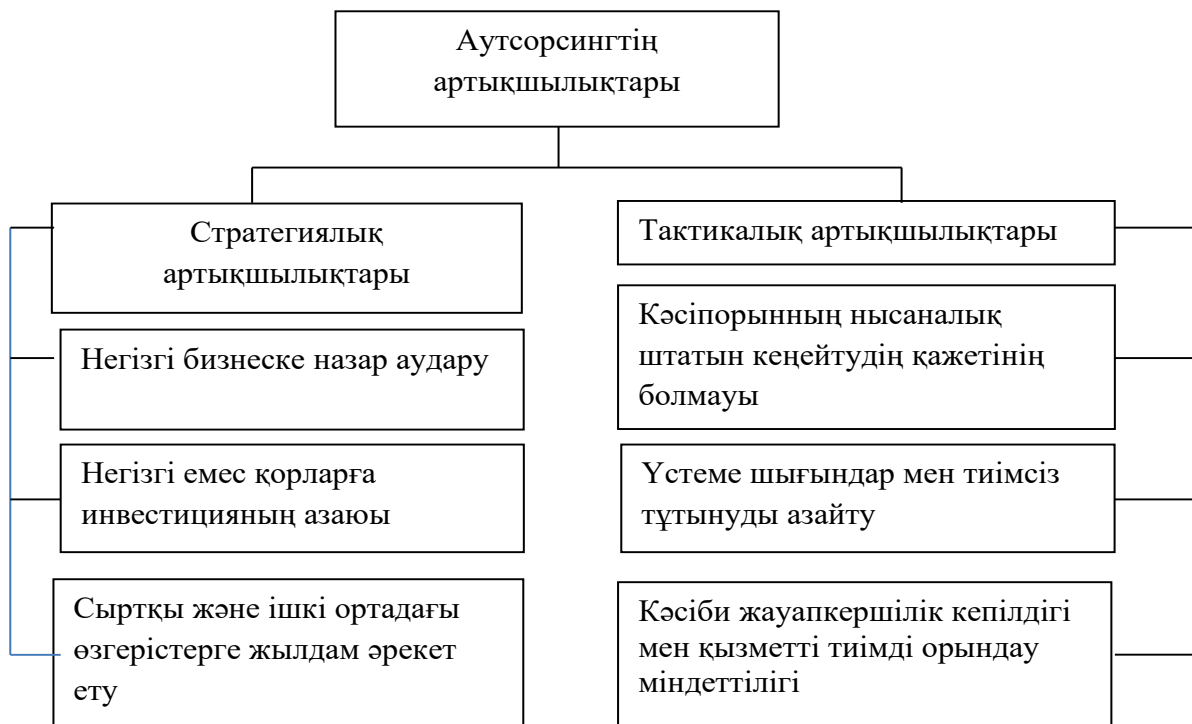 Аутсорсингтің
артықшылықтары
Стратегиялық
артықшылықтары
Негізгі бизнеске назар аудару
Негізгі емес қорларға
инвестицияның азаюы
Сыртқы және ішкі ортадағы
өзгерістерге жылдам әрекет
ету
Тактикалық артықшылықтары
Кәсіпорынның нысаналық
штатын кеңейтудің қажетінің
болмауы
Үстеме шығындар мен тиімсіз
тұтынуды азайту
Кәсіби жауапкершілік кепілдігі
мен қызметті тиімді орындау
міндеттілігі